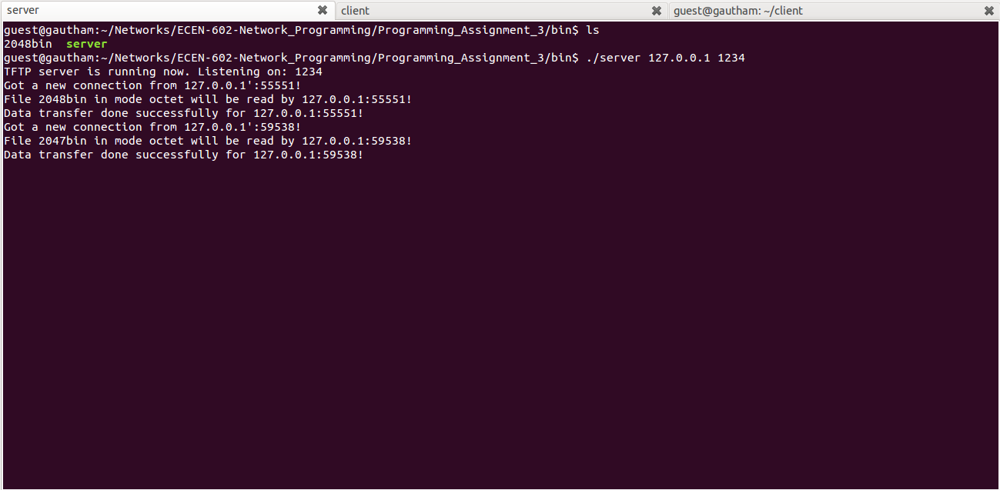 server
client
guest@gautham: ~/client
guest@gautham:~/Networks/ECEN-602-Network_Programming/Programming_Assignment_3/bin$ ls
2048bin  server
guest@gautham:~/Networks/ECEN-602-Network_Programming/Programming_Assignment_3/bin$ ./server 127.0.0.1 1234
TFTP server is running now. Listening on: 1234
Got a new connection from 127.0.0.1':55551!
File 2048bin in mode octet will be read by 127.0.0.1:55551!
Data transfer done successfully for 127.0.0.1:55551!
Got a new connection from 127.0.0.1':59538!
File 2047bin in mode octet will be read by 127.0.0.1:59538!
Data transfer done successfully for 127.0.0.1:59538!